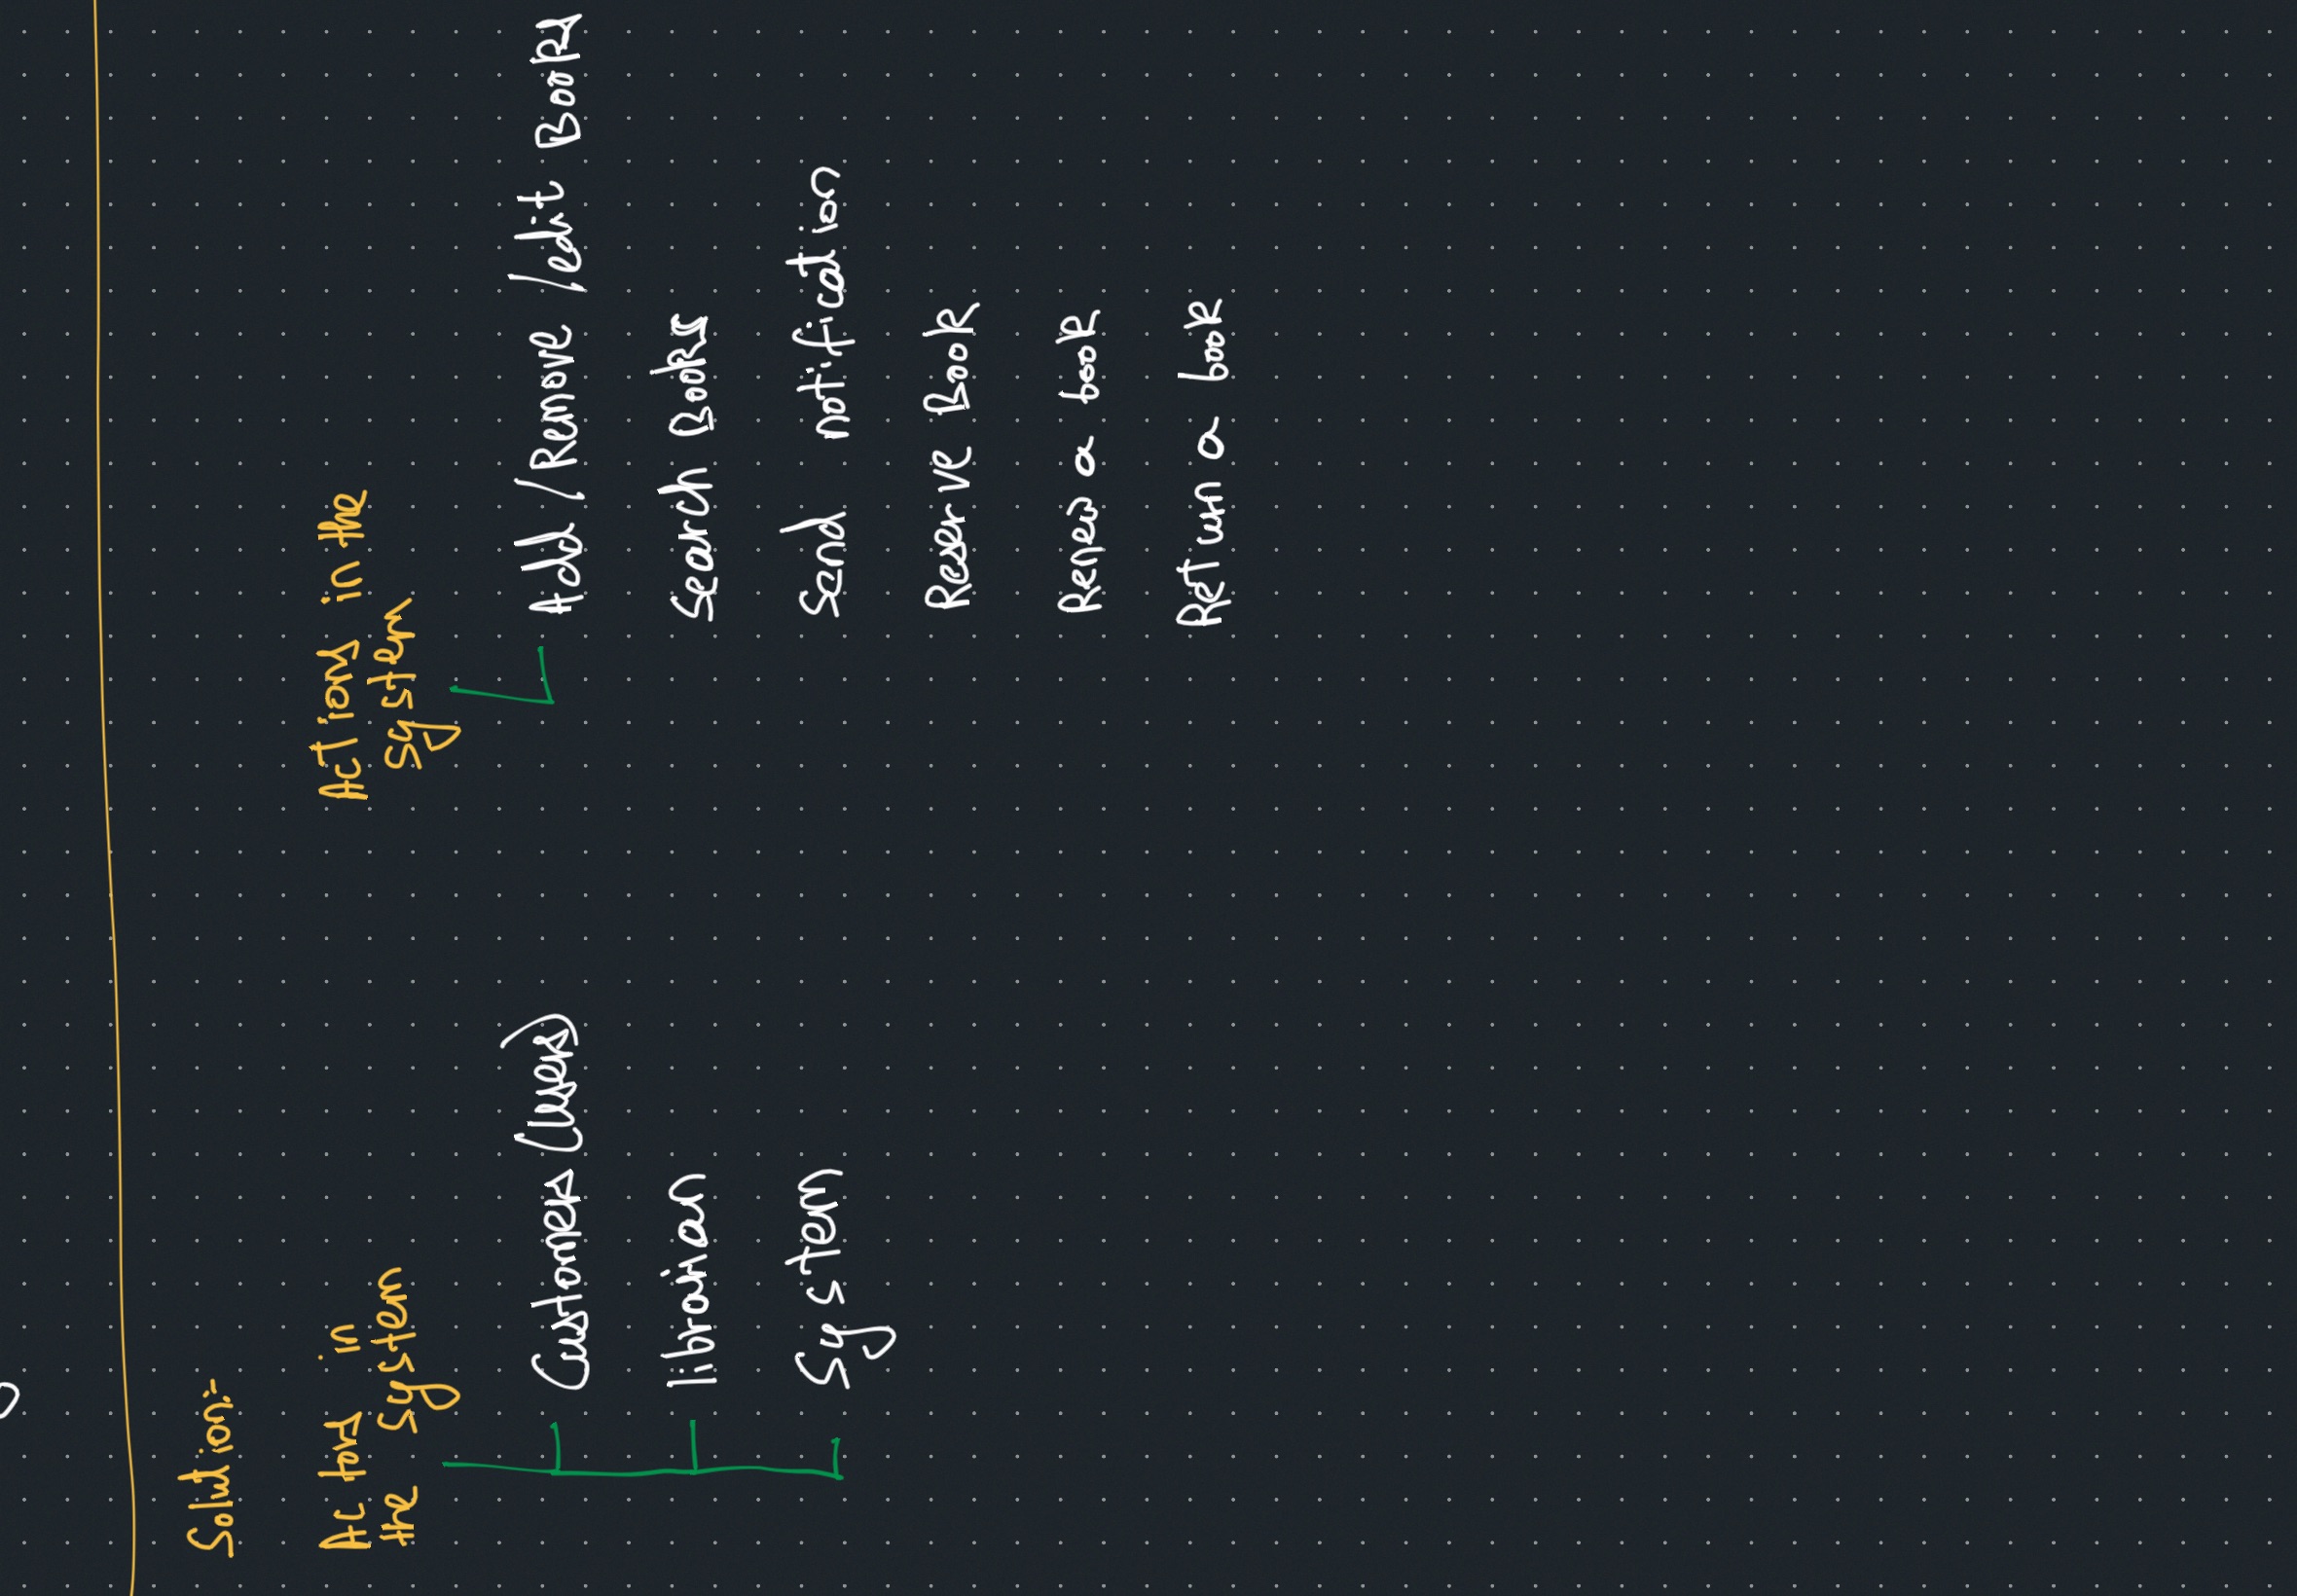 Solution:-
Actors in
the system
Customers (Users)
librarian
System
Actions in the
system
Add / Remove / edit Books
Search Books
Send notification
Reserve Book
Renew a book
Return a book